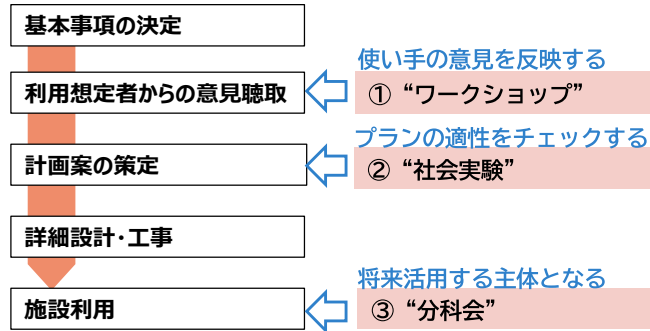 基本事項の決定
使い手の意見を反映する
利用想定者からの意見聴取
① “ワークショップ”
プランの適性をチェックする
計画案の策定
② “社会実験”
詳細設計・工事
将来活用する主体となる
施設利用
③ “分科会”